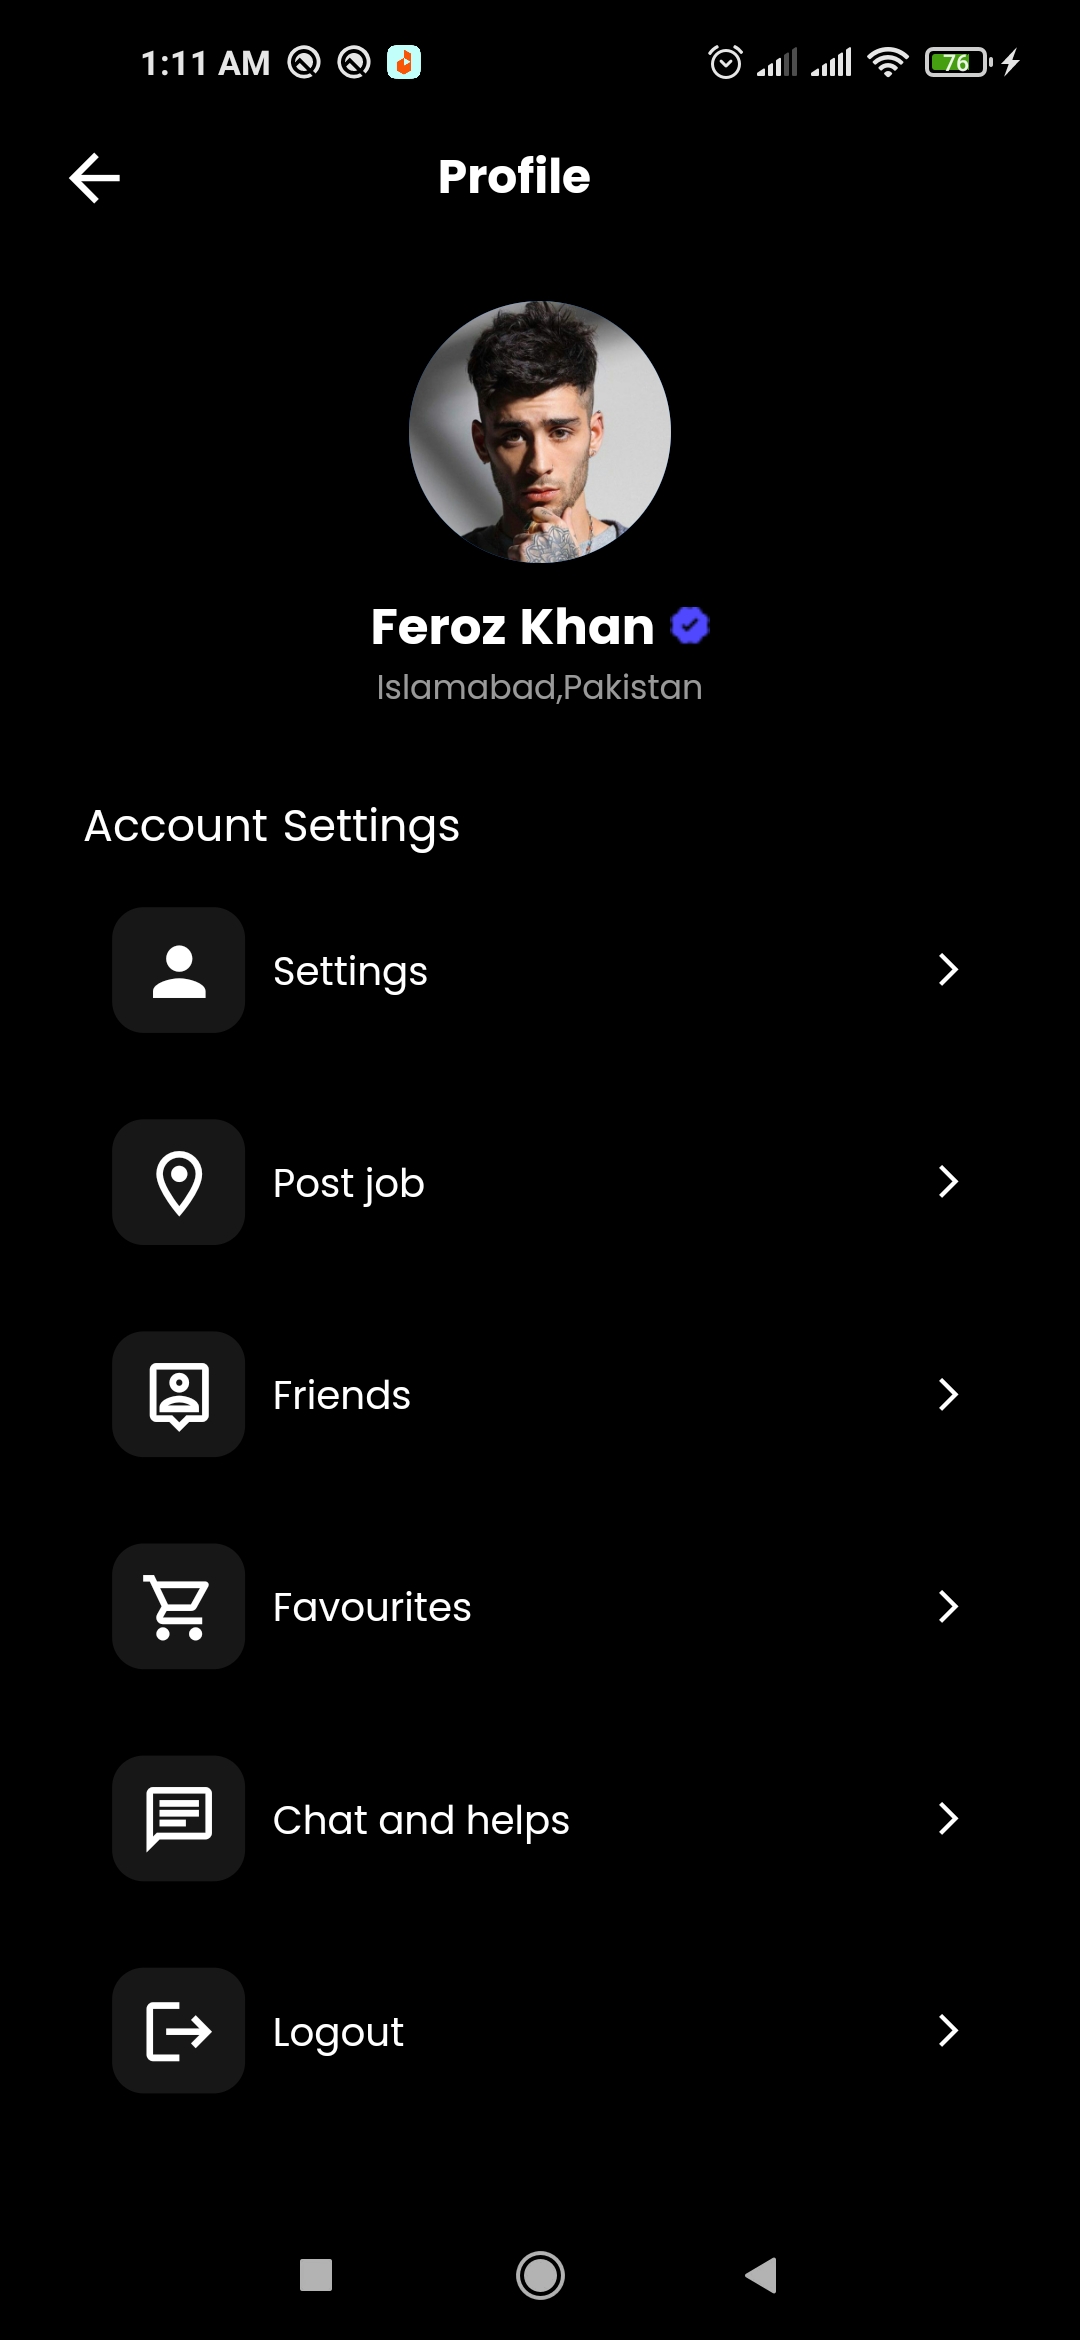 1:11 AM
76
Profile
Feroz Khan
Islamabad,Pakistan
Account Settings
Settings
Post job
Friends
Favourites
Chat and helps
Logout